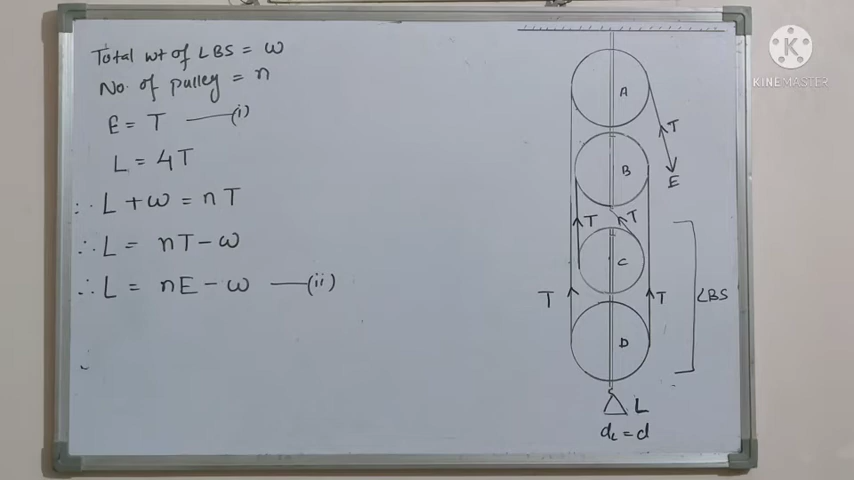 Total wt of LBS = ω
No. of pulley = n
E = T ——(i)
L = 4T
∴ L + ω = nT
∴ L = nT - ω
∴ L = nE - ω ——(ii)
A
T
E
B
T
T
C
T
T
LBS
D
L
dL = d
K
KINEMASTER